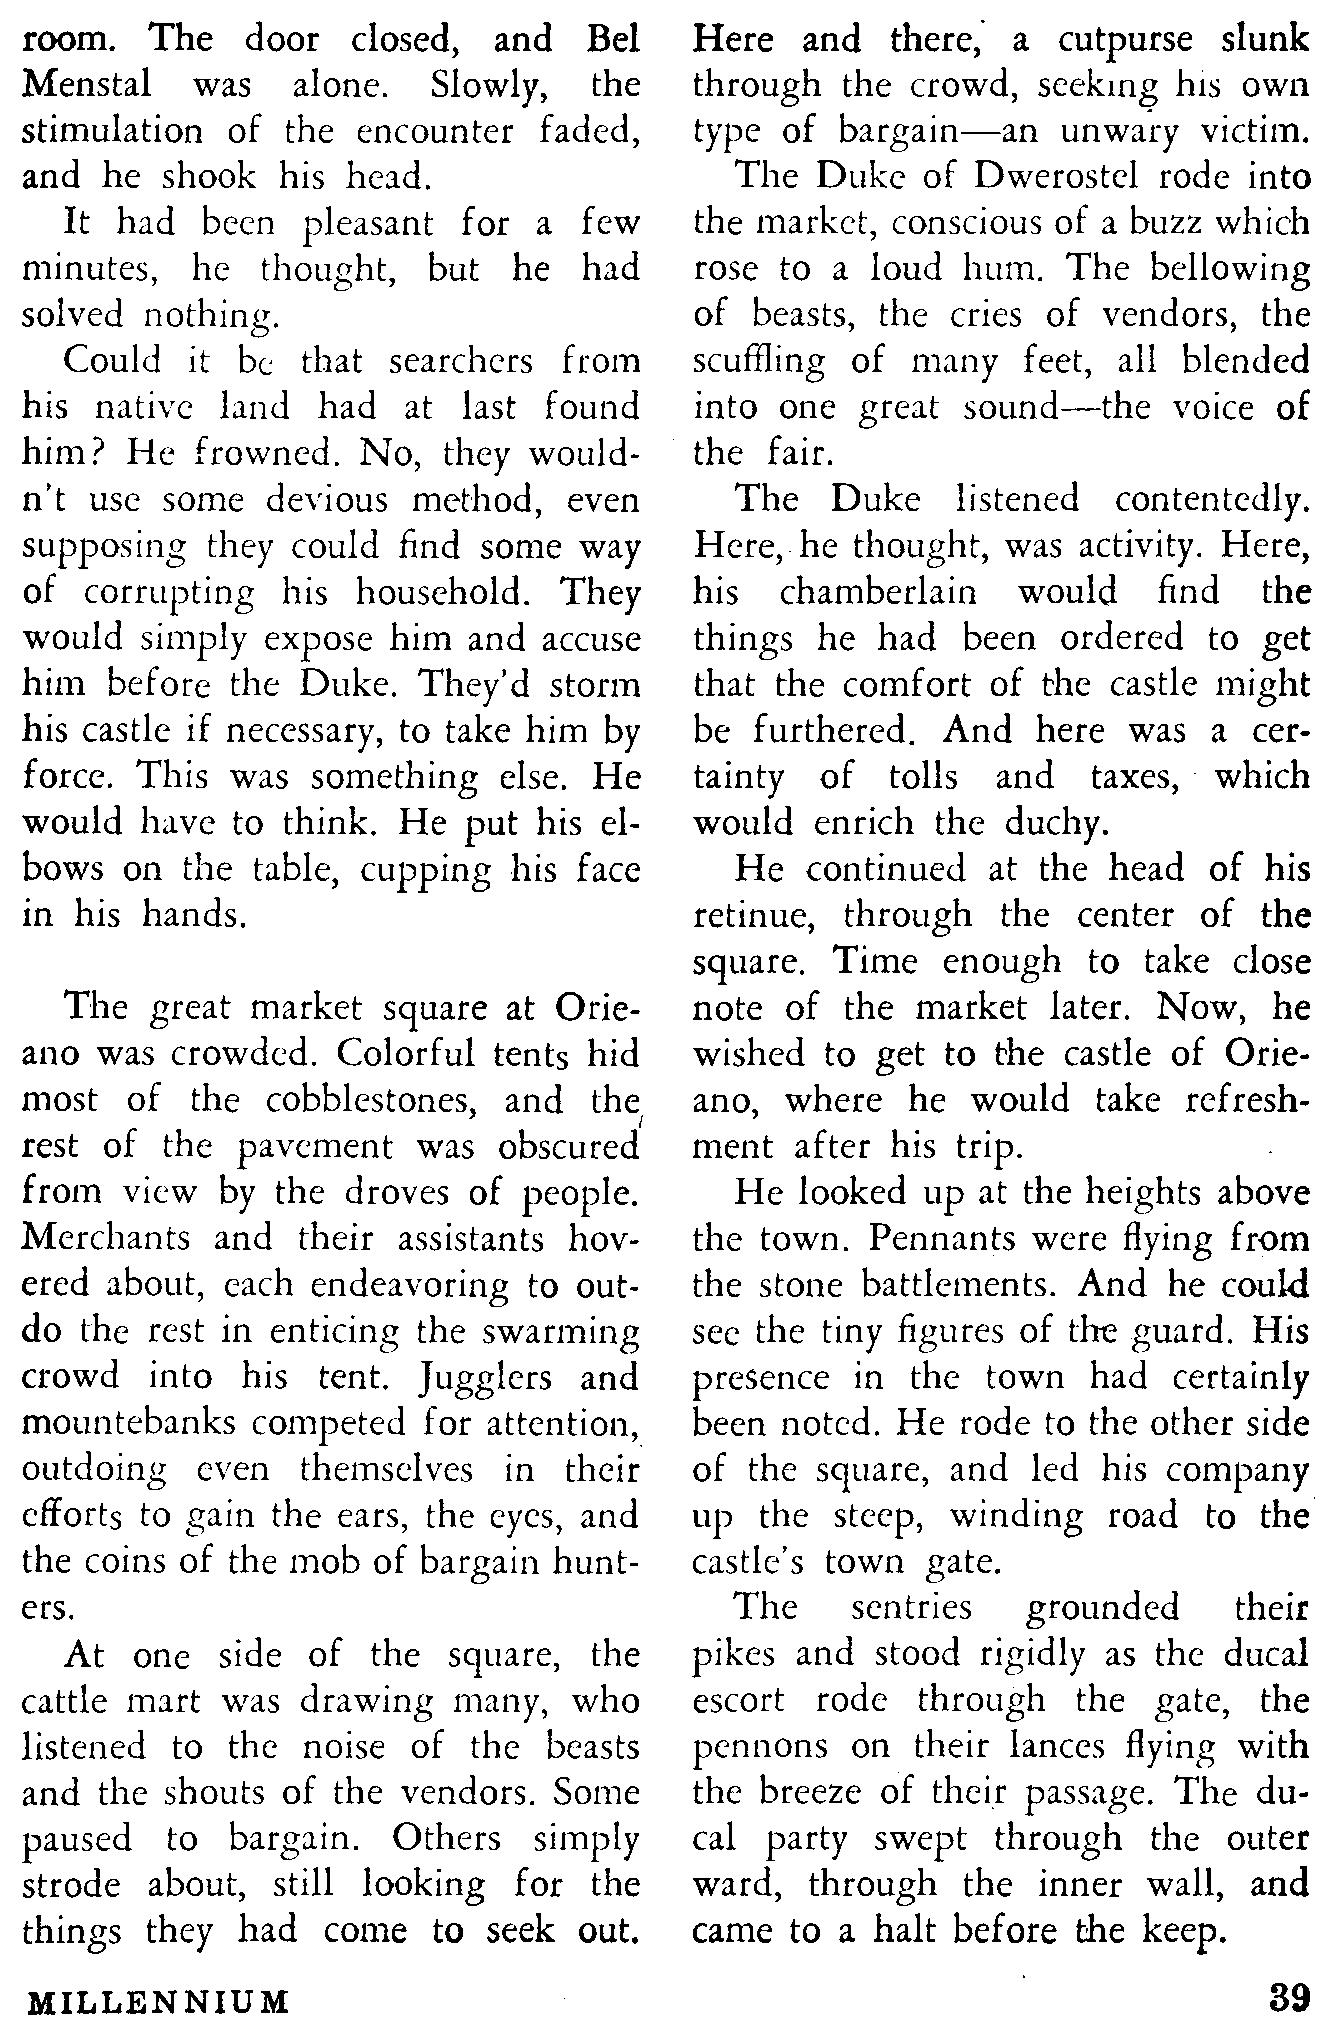 room. The door closed, and Bel
Menstal was alone. Slowly, the
stimulation of the encounter faded,
and he shook his head.
It had been pleasant for a few
minutes, he thought, but he had
solved nothing.
Could it be that searchers from
his native land had at last found
him? He frowned. No, they would-
n't use some devious method, even
supposing they could find some way
of corrupting his household. They
would simply expose him and accuse
him before the Duke. They'd storm
his castle if necessary, to take him by
force. This was something else. He
would have to think. He put his el-
bows on the table, cupping his face
in his hands.
The great market square at Orie-
ano was crowded. Colorful tents hid
most of the cobblestones, and the
rest of the pavement was obscured
from view by the droves of people.
Merchants and their assistants hov-
ered about, each endeavoring to out-
do the rest in enticing the swarming
crowd into his tent. Jugglers and
mountebanks competed for attention,
outdoing even themselves in their
efforts to gain the ears, the eyes, and
the coins of the mob of bargain hunt-
ers.
At one side of the square, the
cattle mart was drawing many, who
listened to the noise of the beasts
and the shouts of the vendors. Some
paused to bargain. Others simply
strode about, still looking for the
things they had come to seek out.
Here and there, a cutpurse slunk
through the crowd, seeking his own
type of bargain—an unwary victim.
The Duke of Dwerostel rode into
the market, conscious of a buzz which
rose to a loud hum. The bellowing
of beasts, the cries of vendors, the
scuffling of many feet, all blended
into one great sound—the voice of
the fair.
The Duke listened contentedly.
Here, he thought, was activity. Here,
his chamberlain would find the
things he had been ordered to get
that the comfort of the castle might
be furthered. And here was a cer-
tainty of tolls and taxes, which
would enrich the duchy.
He continued at the head of his
retinue, through the center of the
square. Time enough to take close
note of the market later. Now, he
wished to get to the castle of Orie-
ano, where he would take refresh-
ment after his trip.
He looked up at the heights above
the town. Pennants were flying from
the stone battlements. And he could
see the tiny figures of the guard. His
presence in the town had certainly
been noted. He rode to the other side
of the square, and led his company
up the steep, winding road to the
castle's town gate.
The sentries grounded their
pikes and stood rigidly as the ducal
escort rode through the gate, the
pennons on their lances flying with
the breeze of their passage. The du-
cal party swept through the outer
ward, through the inner wall, and
came to a halt before the keep.
MILLENNIUM
39